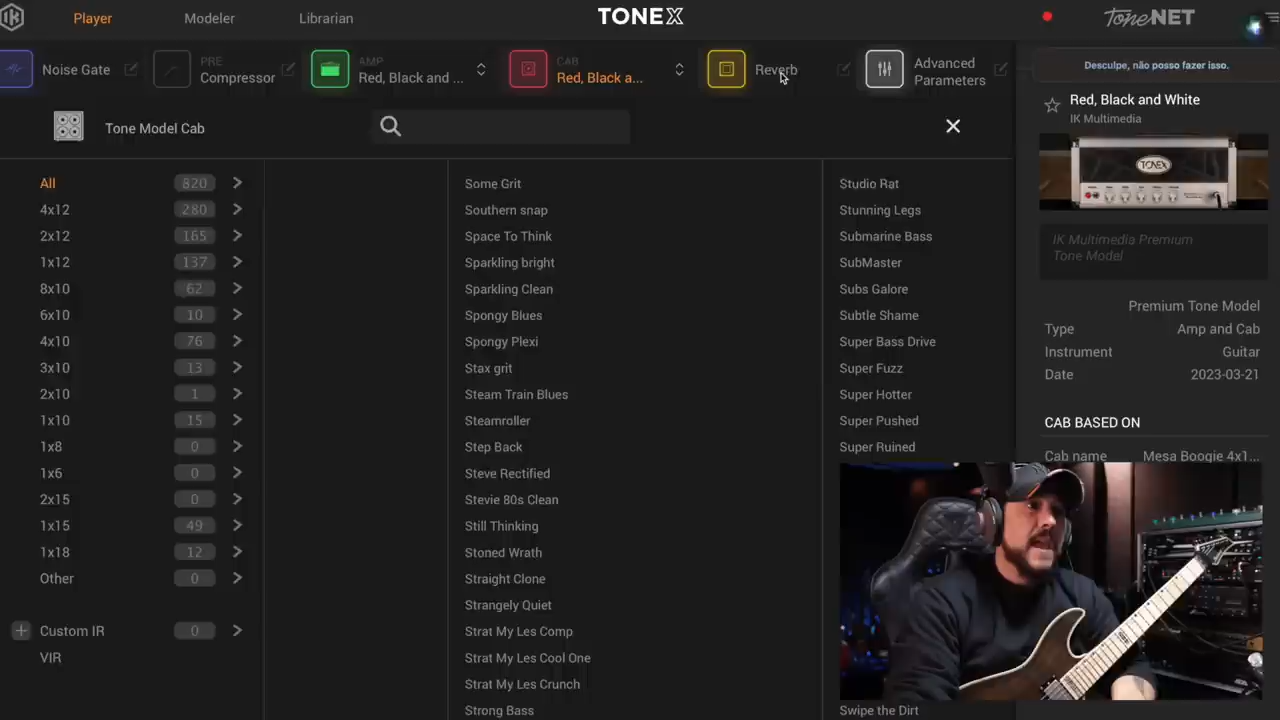 Player
Modeler
Librarian
TONEX
ToneNET
Noise Gate
PRE
Compressor
AMP
Red, Black and ...
CAB
Red, Black a...
Reverb
Advanced
Parameters
Desculpe, não posso fazer isso.
Tone Model Cab
All 820
4x12 280
2x12 165
1x12 137
8x10 62
6x10 10
4x10 76
3x10 13
2x10 1
1x10 15
1x8 0
1x6 0
2x15 0
1x15 49
1x18 12
Other 0
Custom IR 0
VIR
Some Grit
Southern snap
Space To Think
Sparkling bright
Sparkling Clean
Spongy Blues
Spongy Plexi
Stax grit
Steam Train Blues
Steamroller
Step Back
Steve Rectified
Stevie 80s Clean
Still Thinking
Stoned Wrath
Straight Clone
Strangely Quiet
Strat My Les Comp
Strat My Les Cool One
Strat My Les Crunch
Strong Bass
Studio Rat
Stunning Legs
Submarine Bass
SubMaster
Subs Galore
Subtle Shame
Super Bass Drive
Super Fuzz
Super Hotter
Super Pushed
Super Ruined
Swipe the Dirt
Red, Black and White
IK Multimedia
TONEX
IK Multimedia Premium
Tone Model
Premium Tone Model
Type Amp and Cab
Instrument Guitar
Date 2023-03-21
CAB BASED ON
Cab name Mesa Boogie 4x1...